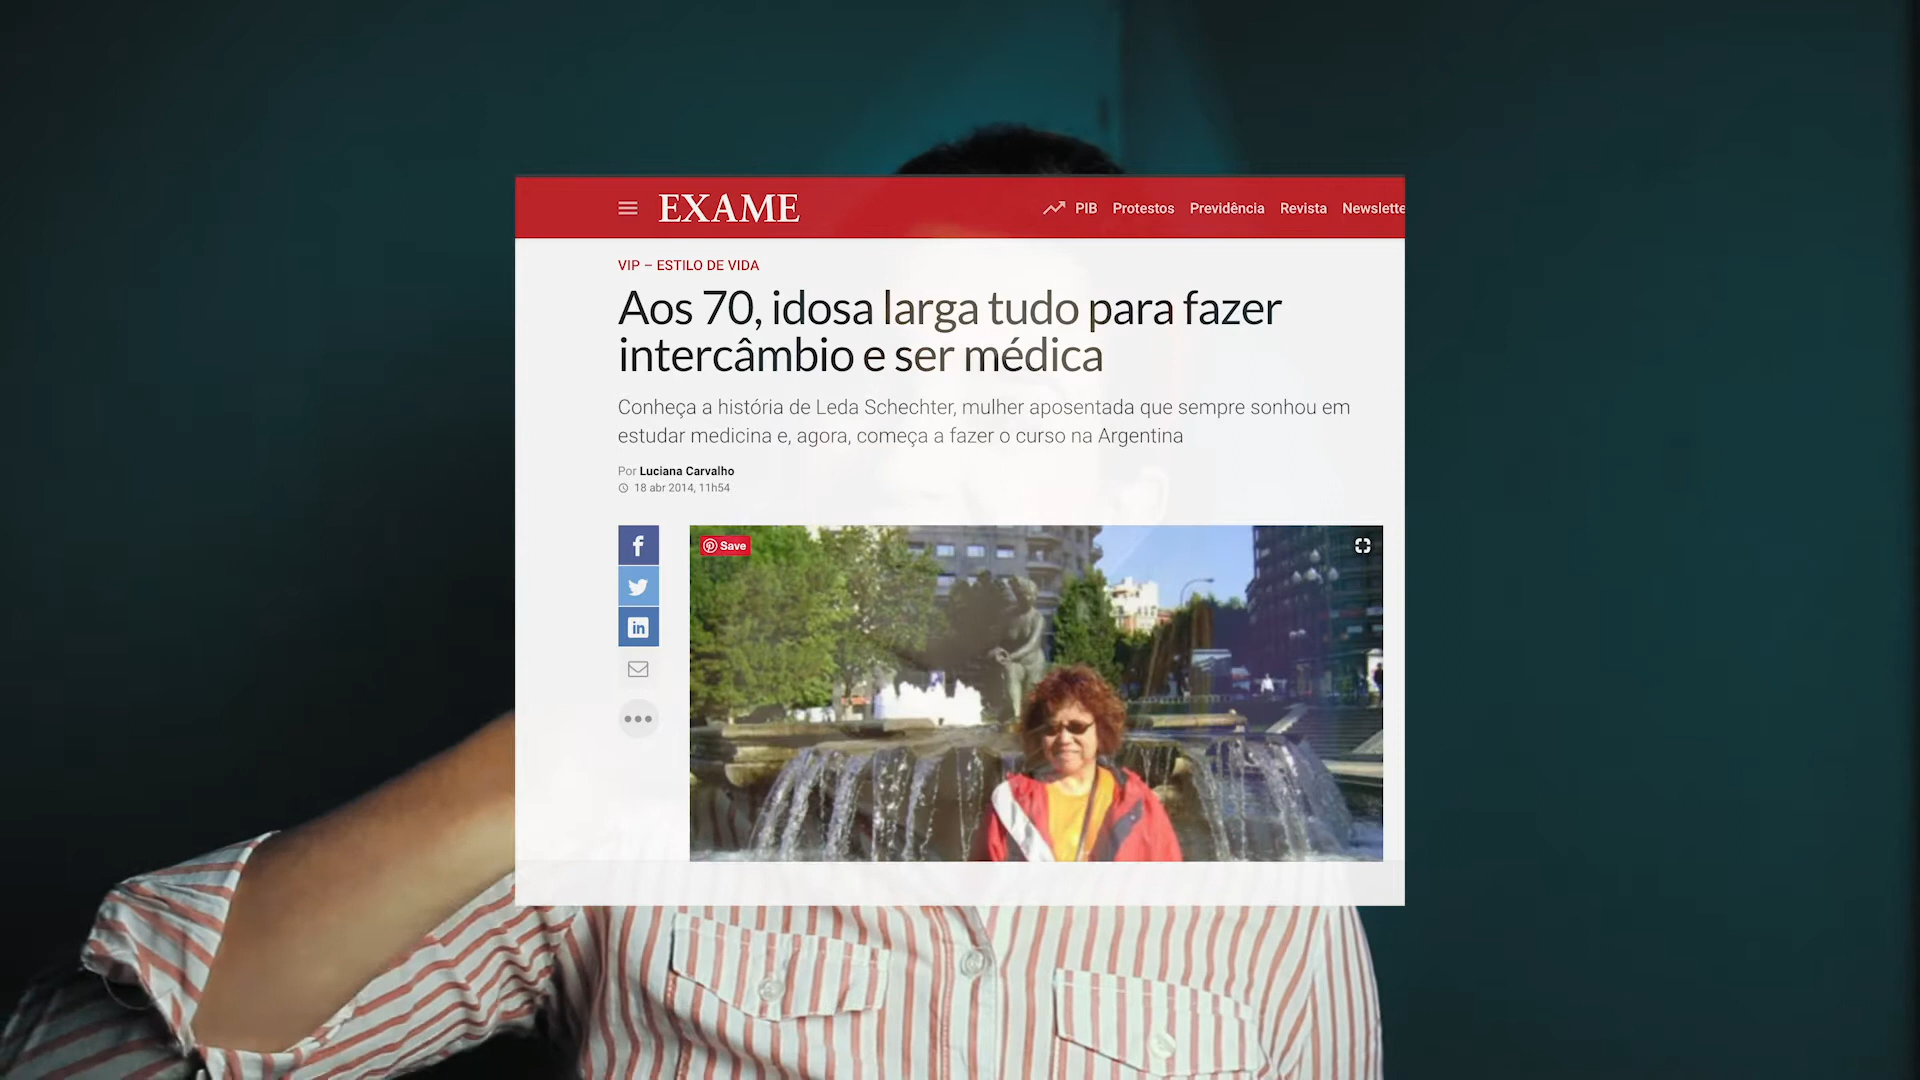 EXAME
PIB Protestos Previdência Revista Newslette
VIP – ESTILO DE VIDA
Aos 70, idosa larga tudo para fazer
intercâmbio e ser médica
Conheça a história de Leda Schechter, mulher aposentada que sempre sonhou em
estudar medicina e, agora, começa a fazer o curso na Argentina
Por Luciana Carvalho
18 abr 2014, 11h54
Save